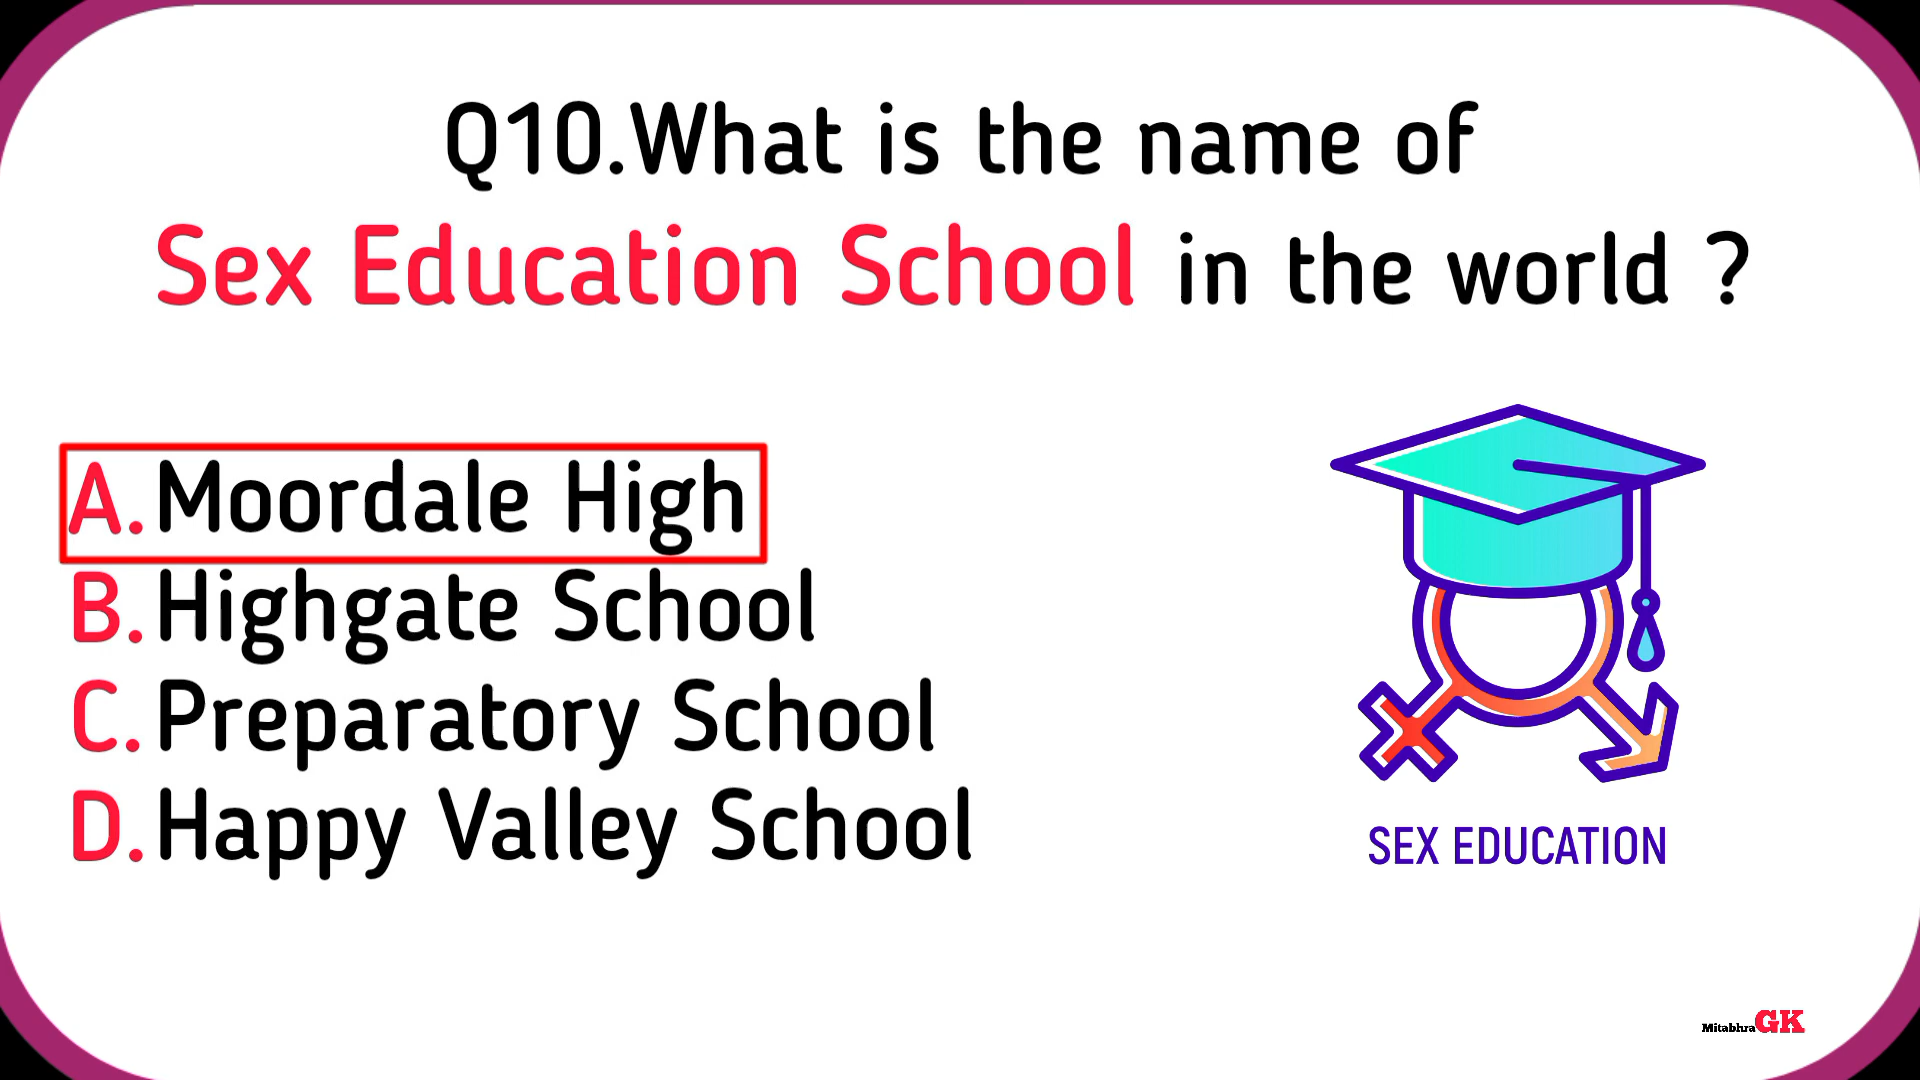 Q10.What is the name of
Sex Education School in the world ?
A. Moordale High
B. Highgate School
C. Preparatory School
D. Happy Valley School
SEX EDUCATION
MitabhraGK